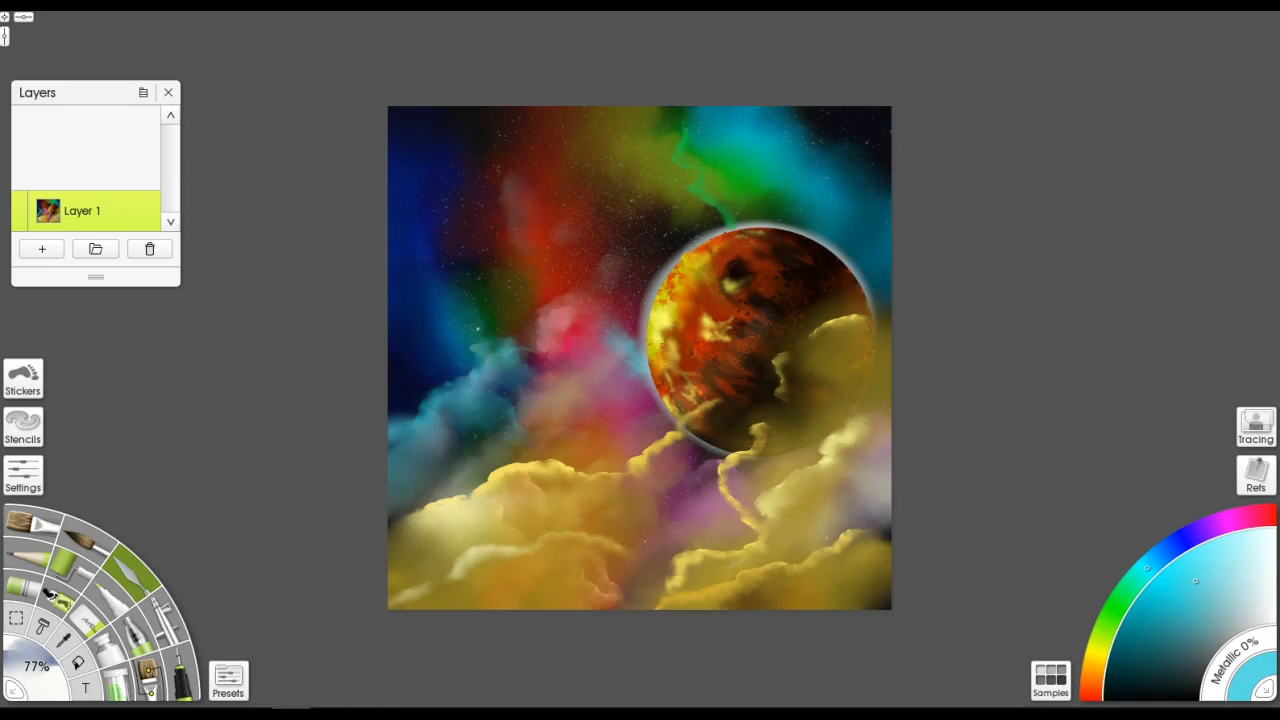 Layers
Layer 1
Stickers
Stencils
Settings
77%
T
Presets
Tracing
Refs
Samples
Metallic 0%